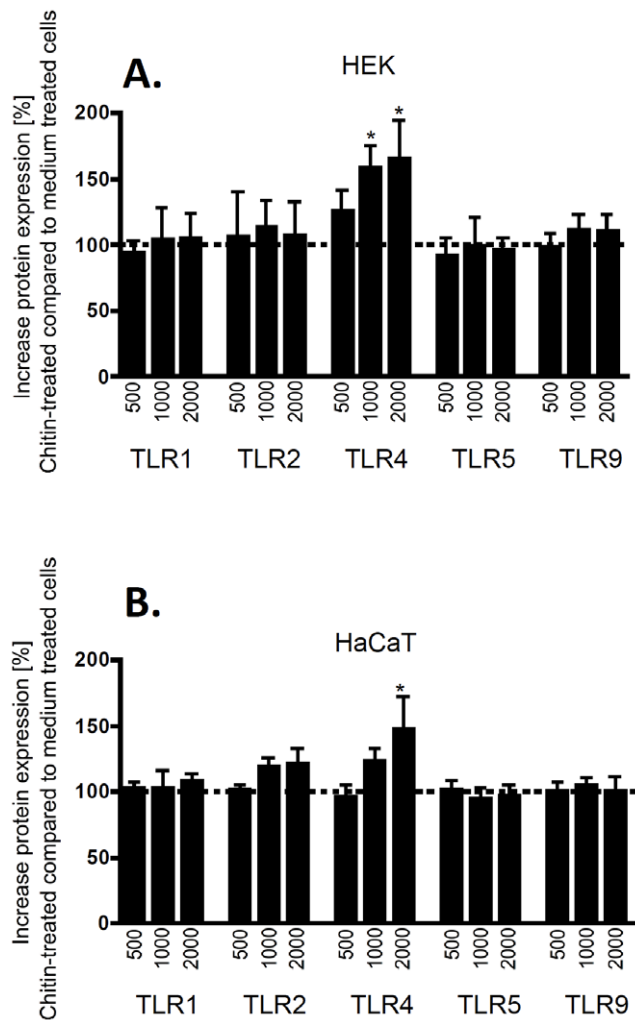 A.
HEK
Increase protein expression [%]
Chitin-treated compared to medium treated cells
200
150
100
50
0
* *
500 1000 2000 500 1000 2000 500 1000 2000 500 1000 2000 500 1000 2000
TLR1 TLR2 TLR4 TLR5 TLR9
B.
HaCaT
Increase protein expression [%]
Chitin-treated compared to medium treated cells
200
150
100
50
0
*
500 1000 2000 500 1000 2000 500 1000 2000 500 1000 2000 500 1000 2000
TLR1 TLR2 TLR4 TLR5 TLR9